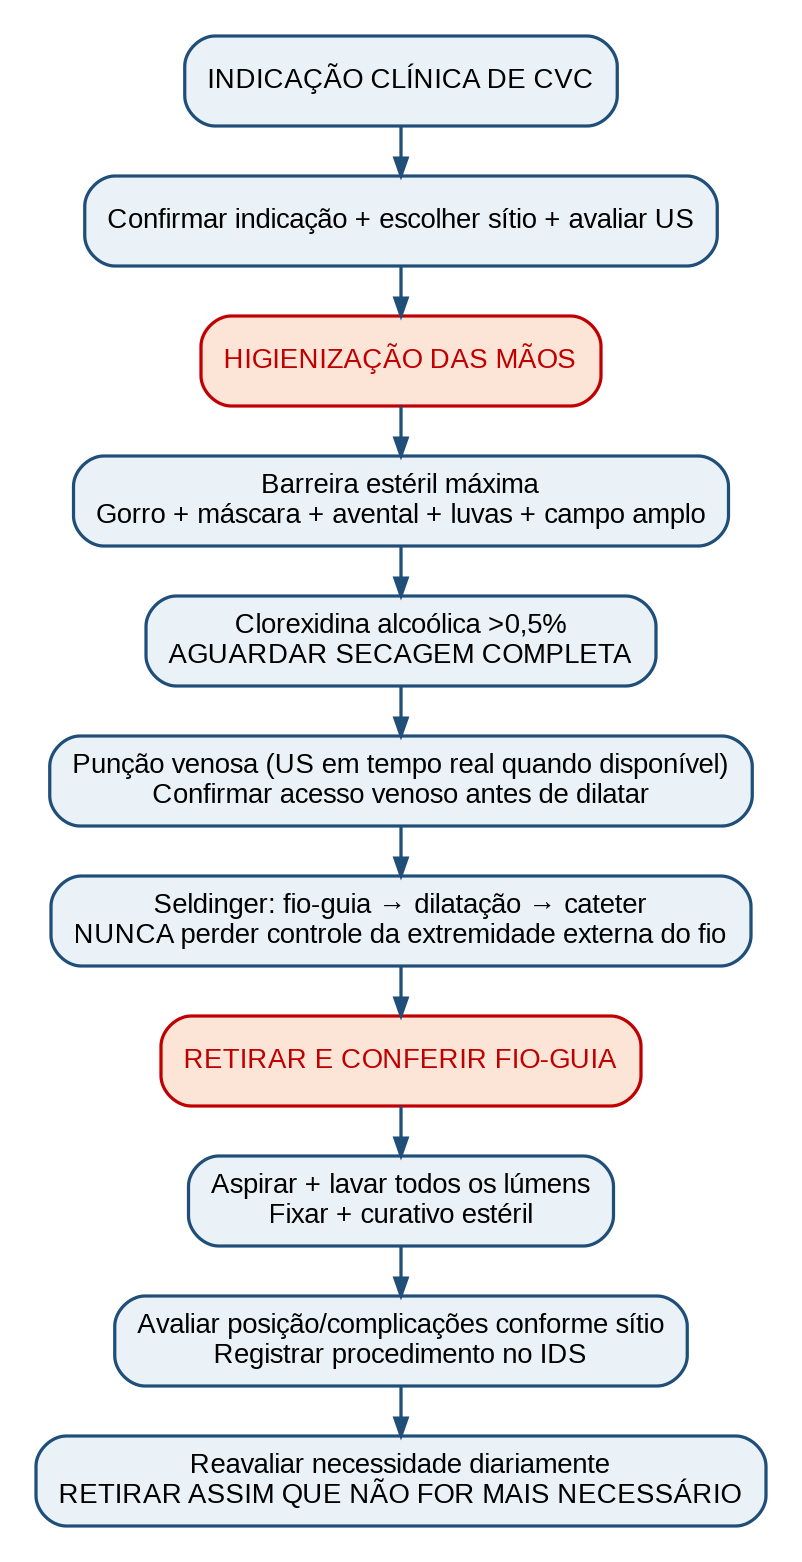 INDICAÇÃO CLÍNICA DE CVC
Confirmar indicação + escolher sítio + avaliar US
HIGIENIZAÇÃO DAS MÃOS
Barreira estéril máxima
Gorro + máscara + avental + luvas + campo amplo
Clorexidina alcoólica >0,5%
AGUARDAR SECAGEM COMPLETA
Punção venosa (US em tempo real quando disponível)
Confirmar acesso venoso antes de dilatar
Seldinger: fio-guia → dilatação → cateter
NUNCA perder controle da extremidade externa do fio
RETIRAR E CONFERIR FIO-GUIA
Aspirar + lavar todos os lúmens
Fixar + curativo estéril
Avaliar posição/complicações conforme sítio
Registrar procedimento no IDS
Reavaliar necessidade diariamente
RETIRAR ASSIM QUE NÃO FOR MAIS NECESSÁRIO